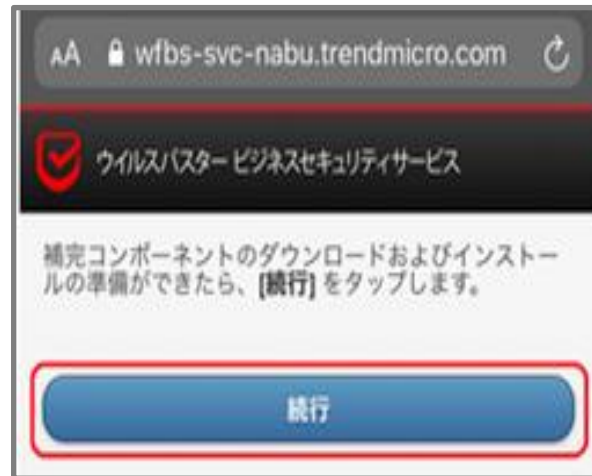 AA wfbs-svc-nabu.trendmicro.com
ウイルスバスター ビジネスセキュリティサービス
補完コンポーネントのダウンロードおよびインストー
ルの準備ができたら、[続行] をタップします。
続行